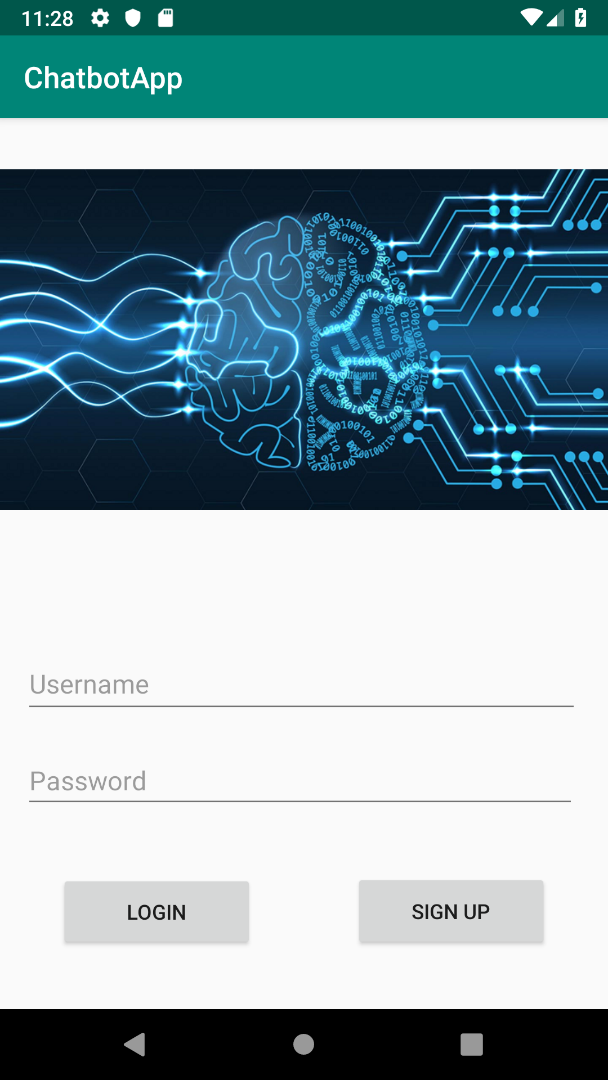 11:28
ChatbotApp
Username
Password
LOGIN
SIGN UP